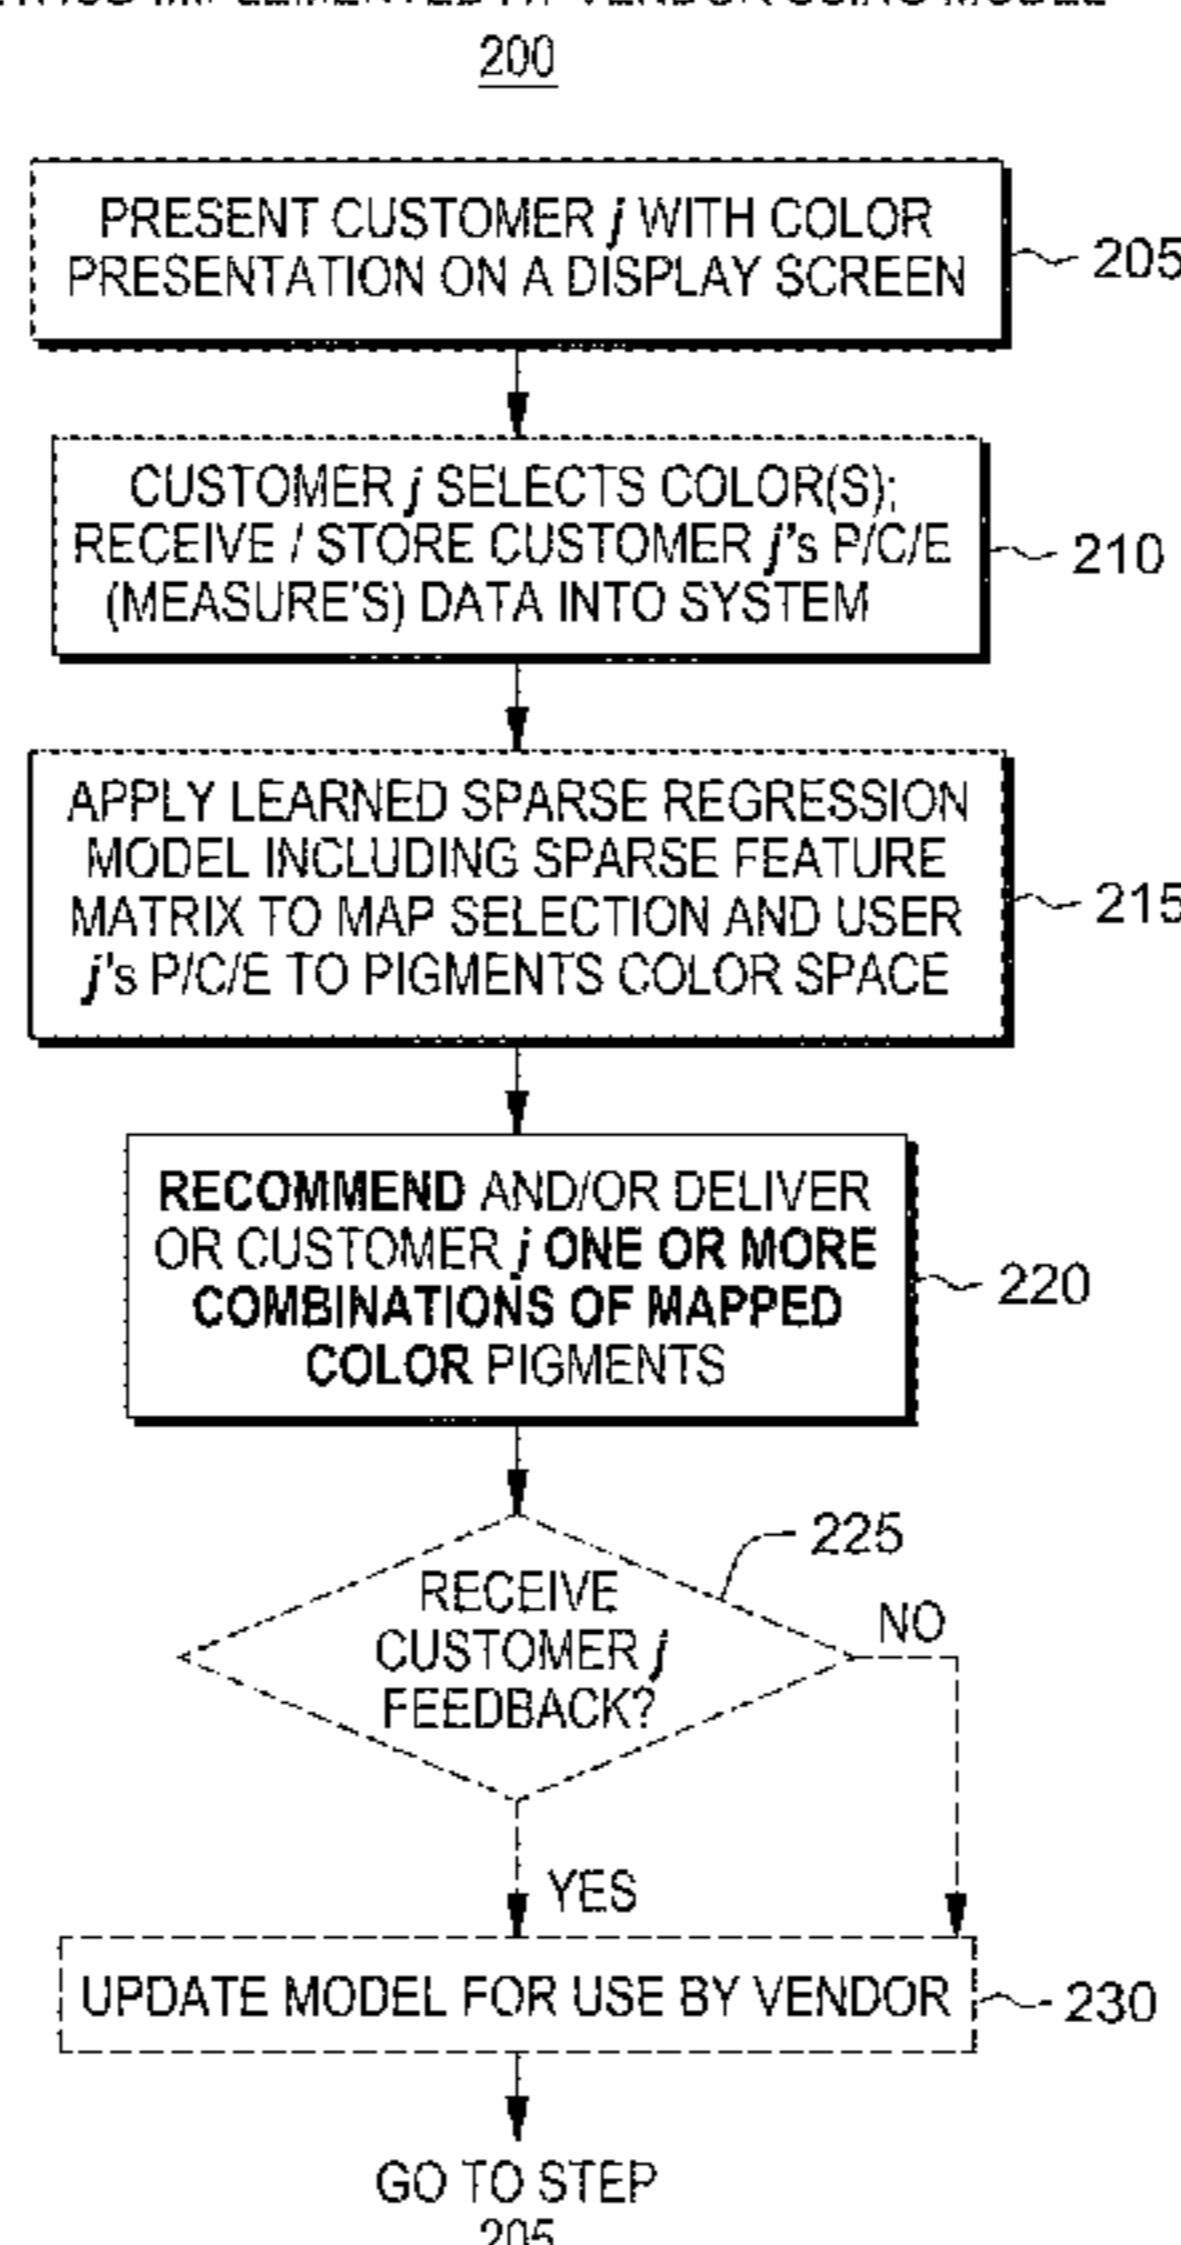 VENDOR USING MODEL
200
PRESENT CUSTOMER j WITH COLOR
PRESENTATION ON A DISPLAY SCREEN
205
CUSTOMER j SELECTS COLOR(S);
RECEIVE / STORE CUSTOMER j's P/C/E
(MEASURE'S) DATA INTO SYSTEM
210
APPLY LEARNED SPARSE REGRESSION
MODEL INCLUDING SPARSE FEATURE
MATRIX TO MAP SELECTION AND USER
j's P/C/E TO PIGMENTS COLOR SPACE
215
RECOMMEND AND/OR DELIVER
OR CUSTOMER j ONE OR MORE
COMBINATIONS OF MAPPED
COLOR PIGMENTS
220
225
RECEIVE
CUSTOMER j
FEEDBACK?
NO
YES
UPDATE MODEL FOR USE BY VENDOR
230
GO TO STEP
205